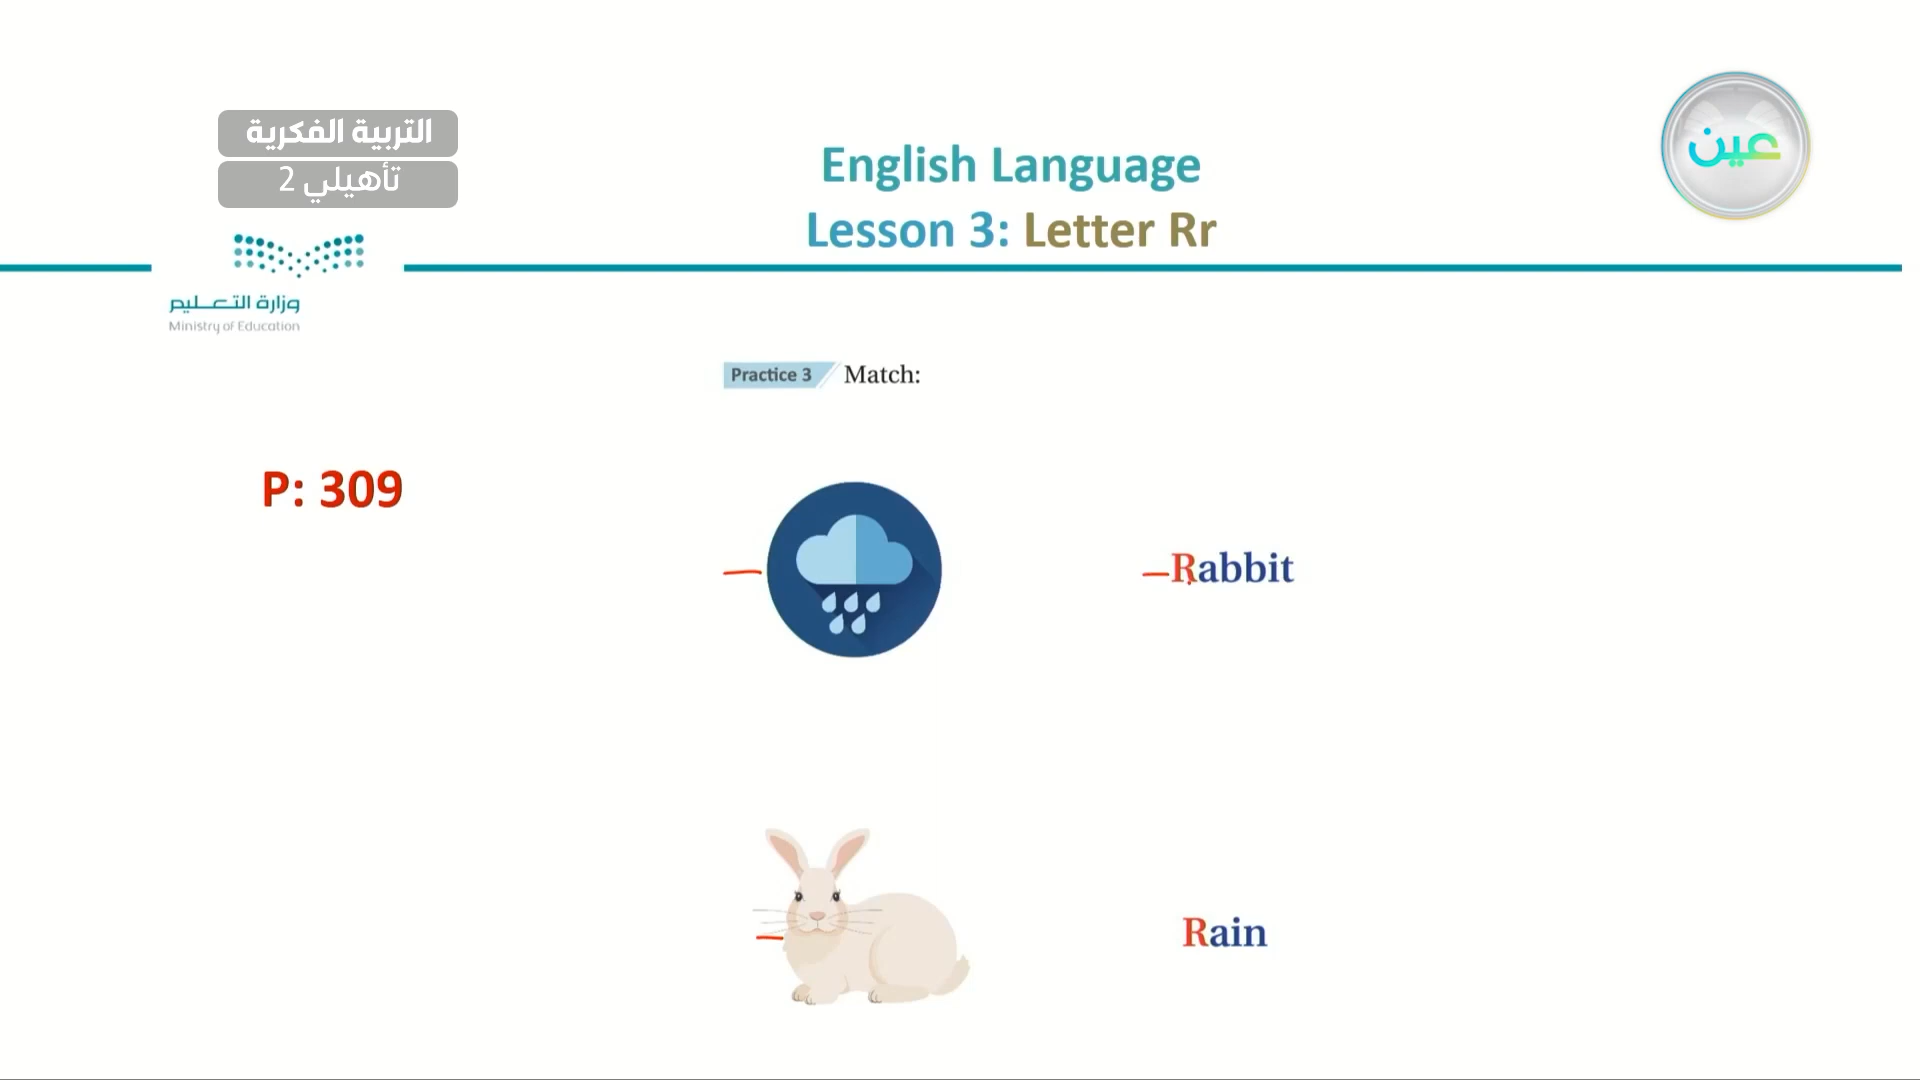 التربية الفكرية
تأهيلي 2
عين
English Language
Lesson 3: Letter Rr
وزارة التعليم
Ministry of Education
Practice 3 Match:
P: 309
Rabbit
Rain